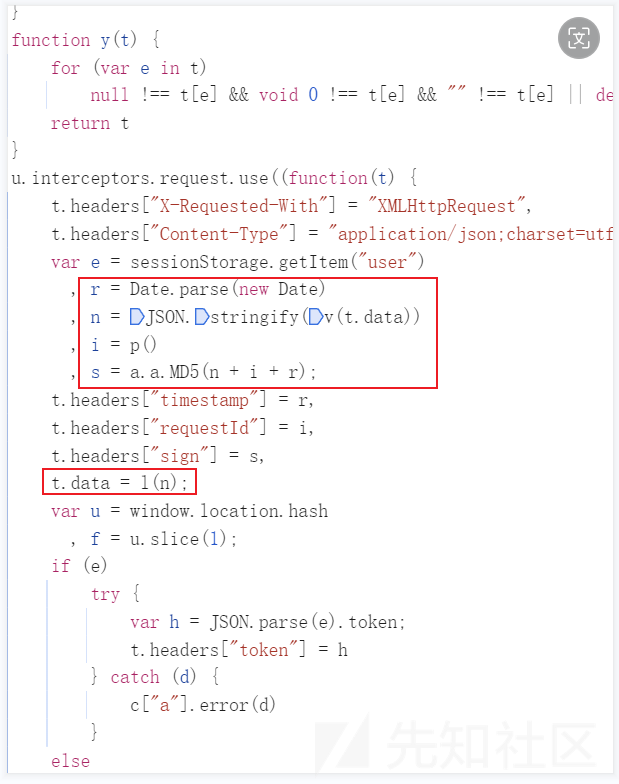 }
function y(t) {
    for (var e in t)
        null !== t[e] && void 0 !== t[e] && "" !== t[e] || de
    return t
}
u.interceptors.request.use((function(t) {
    t.headers["X-Requested-With"] = "XMLHttpRequest",
    t.headers["Content-Type"] = "application/json;charset=utf
    var e = sessionStorage.getItem("user")
      , r = Date.parse(new Date)
      , n = JSON.stringify(v(t.data))
      , i = p()
      , s = a.a.MD5(n + i + r);
    t.headers["timestamp"] = r,
    t.headers["requestId"] = i,
    t.headers["sign"] = s,
    t.data = l(n);
    var u = window.location.hash
      , f = u.slice(1);
    if (e)
        try {
            var h = JSON.parse(e).token;
            t.headers["token"] = h
        } catch (d) {
            c["a"].error(d)
        }
    else
先知社区